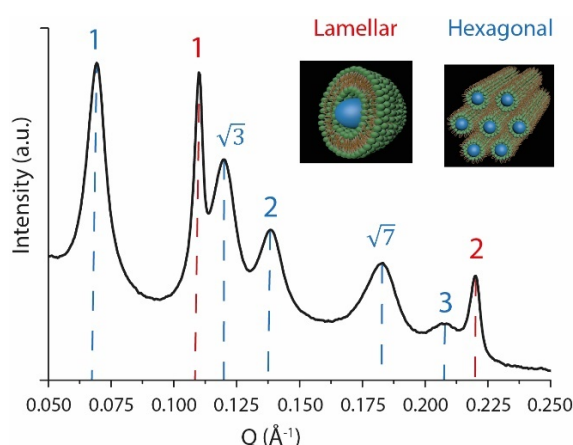 Lamellar Hexagonal
1 1 √3 2 √7 3 2
Intensity (a.u.)
0.050 0.075 0.100 0.125 0.150 0.175 0.200 0.225 0.250
Q (Å⁻¹)